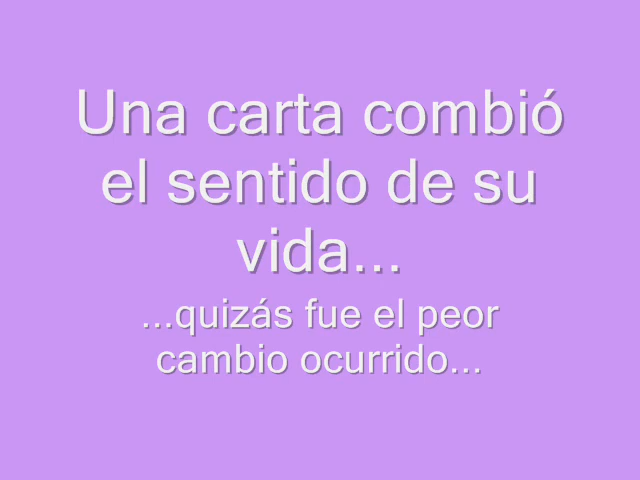 Una carta combió
el sentido de su
vida...
...quizás fue el peor
cambio ocurrido...